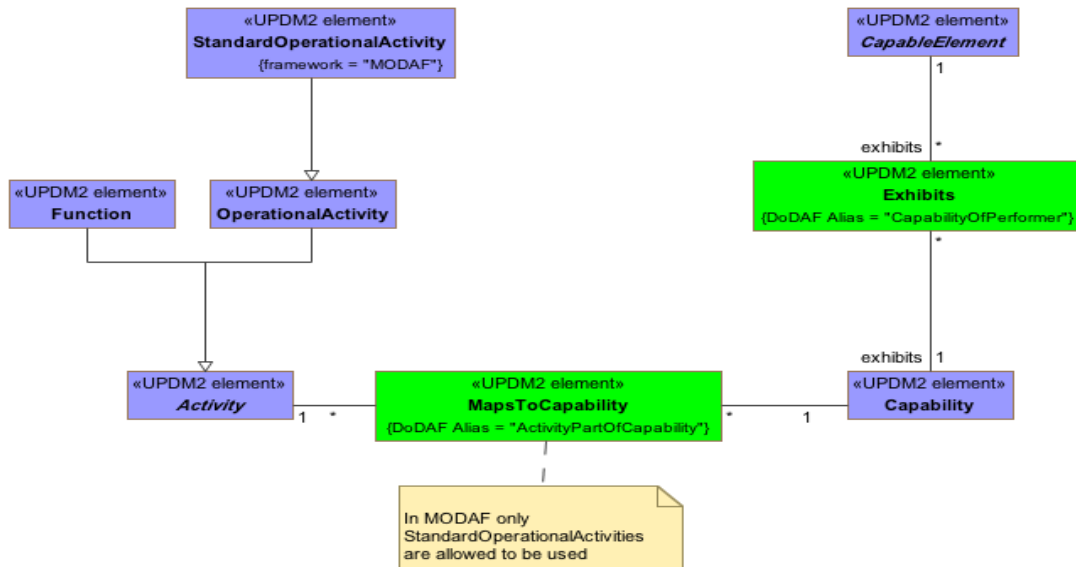 «UPDM2 element»
StandardOperationalActivity
{framework = "MODAF"}
«UPDM2 element»
CapableElement
1
exhibits *
«UPDM2 element»
Exhibits
{DoDAF Alias = "CapabilityOfPerformer"}
*
«UPDM2 element»
Function
«UPDM2 element»
OperationalActivity
exhibits 1
«UPDM2 element»
Activity
1 *
«UPDM2 element»
MapsToCapability
{DoDAF Alias = "ActivityPartOfCapability"}
* 1
«UPDM2 element»
Capability
In MODAF only
StandardOperationalActivities
are allowed to be used